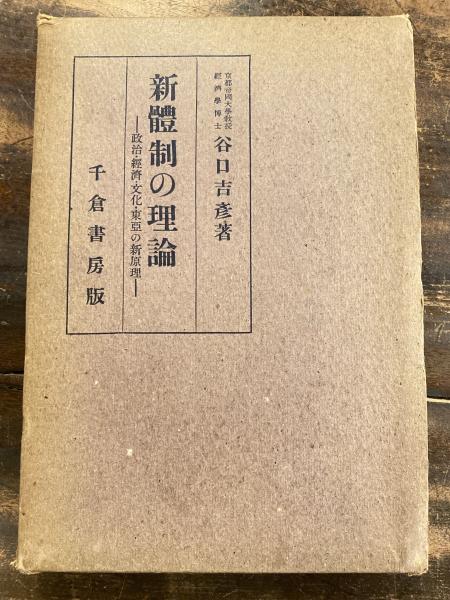 京都帝國大學教授
經濟學博士
谷口吉彥著
新體制の理論
―政治・經濟・文化・東亞の新原理―
千倉書房版